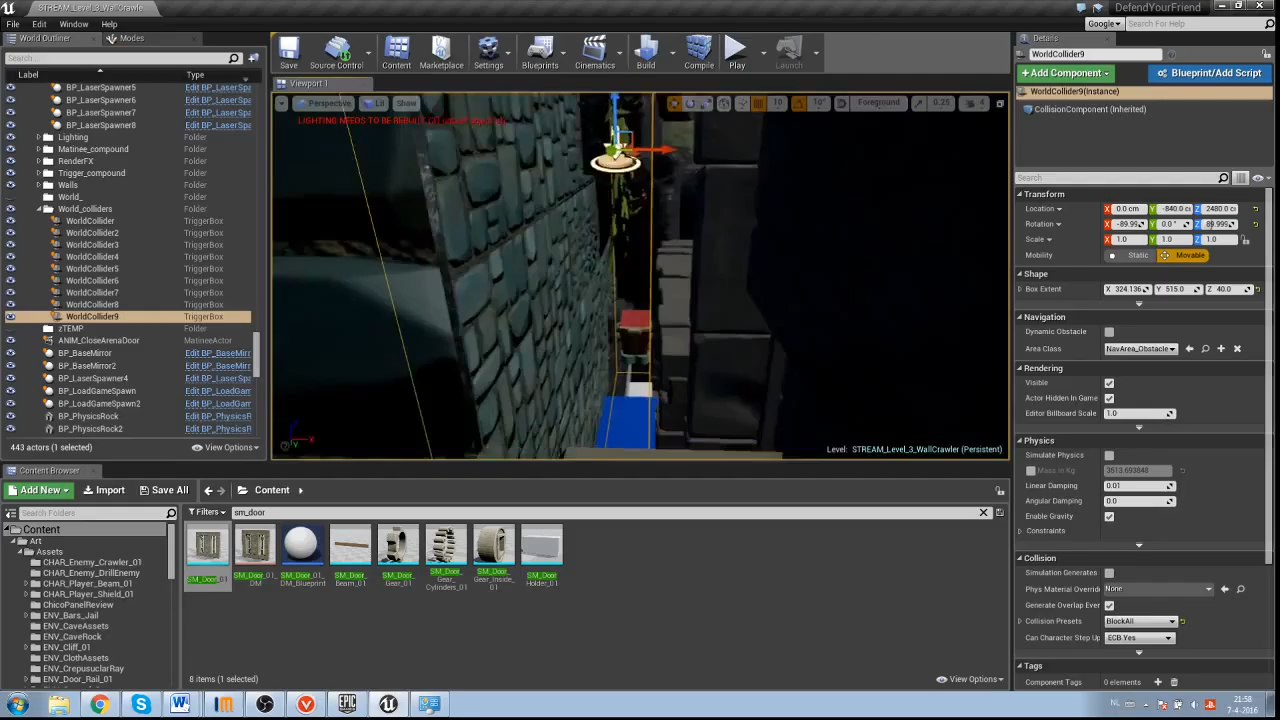 STREAM_Level_3_WallCrawle
DefendYourFriend
File Edit Window Help
Google
Search For Help
World Outliner
Modes
Search...
Label Type
BP_LaserSpawner5 Edit BP_LaserSpa
BP_LaserSpawner6 Edit BP_LaserSpa
BP_LaserSpawner7 Edit BP_LaserSpa
BP_LaserSpawner8 Edit BP_LaserSpa
Lighting Folder
Matinee_compound Folder
RenderFX Folder
Trigger_compound Folder
Walls Folder
World_ Folder
World_colliders Folder
WorldCollider TriggerBox
WorldCollider2 TriggerBox
WorldCollider3 TriggerBox
WorldCollider4 TriggerBox
WorldCollider5 TriggerBox
WorldCollider6 TriggerBox
WorldCollider7 TriggerBox
WorldCollider8 TriggerBox
WorldCollider9 TriggerBox
zTEMP Folder
ANIM_CloseArenaDoor MatineeActor
BP_BaseMirror Edit BP_BaseMirr
BP_BaseMirror2 Edit BP_BaseMirr
BP_LaserSpawner4 Edit BP_LaserSpa
BP_LoadGameSpawn Edit BP_LoadGam
BP_LoadGameSpawn2 Edit BP_LoadGam
BP_PhysicsRock Edit BP_PhysicsR
BP_PhysicsRock2 Edit BP_PhysicsR
443 actors (1 selected) View Options
Save Source Control Content Marketplace Settings Blueprints Cinematics Build Compile Play Launch
Viewport 1
Perspective Lit Show 10 10° Foreground 0.25 4
LIGHTING NEEDS TO BE REBUILT
Level: STREAM_Level_3_WallCrawler (Persistent)
Details
WorldCollider9
Add Component Blueprint/Add Script
WorldCollider9(Instance)
CollisionComponent (Inherited)
Search
Transform
Location X 0.0 cm Y -840.0 c Z 2480.0 c
Rotation X -89.99 Y 0.0 ° Z 89.999
Scale X 1.0 Y 1.0 Z 1.0
Mobility Static Movable
Shape
Box Extent X 324.136 Y 515.0 Z 40.0
Navigation
Dynamic Obstacle
Area Class NavArea_Obstacle
Rendering
Visible
Actor Hidden In Game
Editor Billboard Scale 1.0
Physics
Simulate Physics
Mass in Kg 3513.693848
Linear Damping 0.01
Angular Damping 0.0
Enable Gravity
Constraints
Collision
Simulation Generates
Phys Material Overrid None
Generate Overlap Eve
Collision Presets BlockAll
Can Character Step Up ECB Yes
Tags
Component Tags 0 elements
Content Browser
Add New Import Save All Content
Search Folders
Filters sm_door
Content
Art
Assets
CHAR_Enemy_Crawler_01
CHAR_Enemy_DrillEnemy
CHAR_Player_Beam_01
CHAR_Player_Shield_01
ChicoPanelReview
ENV_Bars_Jail
ENV_CaveAssets
ENV_CaveRock
ENV_Cliff_01
ENV_ClothAssets
ENV_CrepusculerRay
ENV_Door_Rail_01
SM_Door_01
SM_Door_01_DM
SM_Door_01_DM_Blueprint
SM_Door_Beam_01
SM_Door_Gear_01
SM_Door_Gear_Cylinders_01
SM_Door_Gear_Inside_01
SM_Door_Holder_01
8 items (1 selected) View Options
NL 21:58
7-4-2016